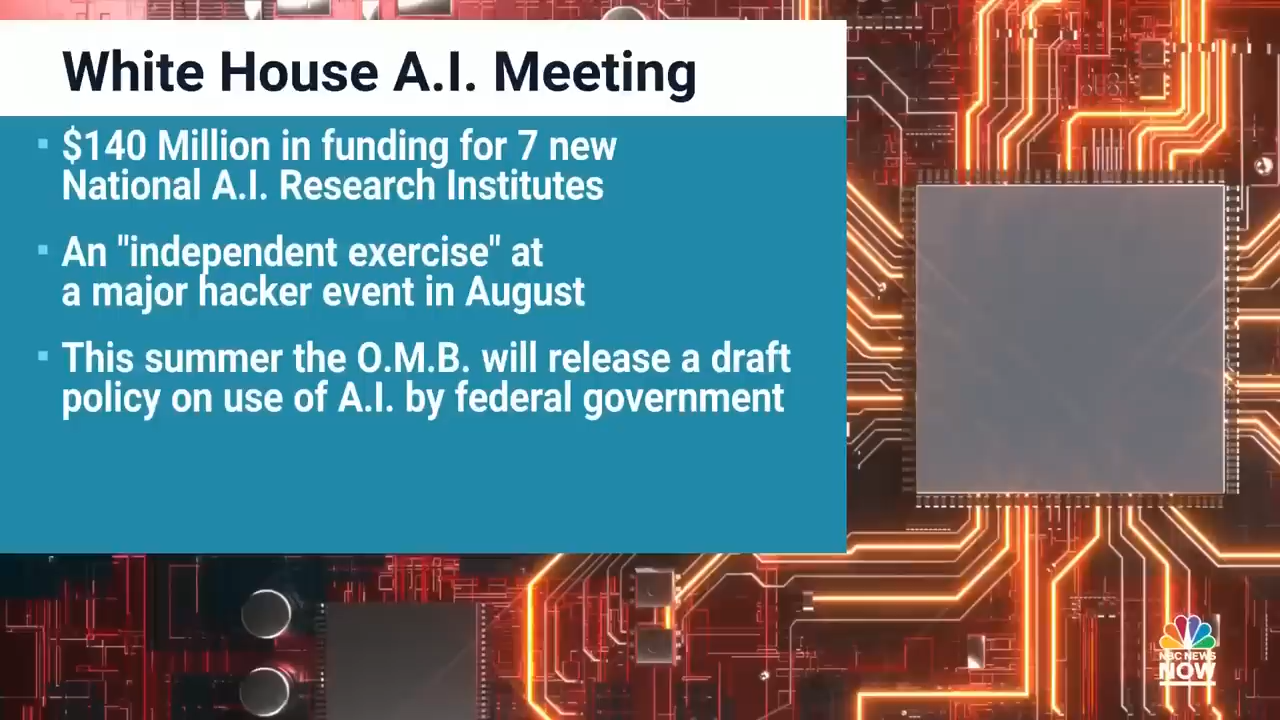 White House A.I. Meeting
$140 Million in funding for 7 new
National A.I. Research Institutes
An "independent exercise" at
a major hacker event in August
This summer the O.M.B. will release a draft
policy on use of A.I. by federal government
NBC NEWS
NOW